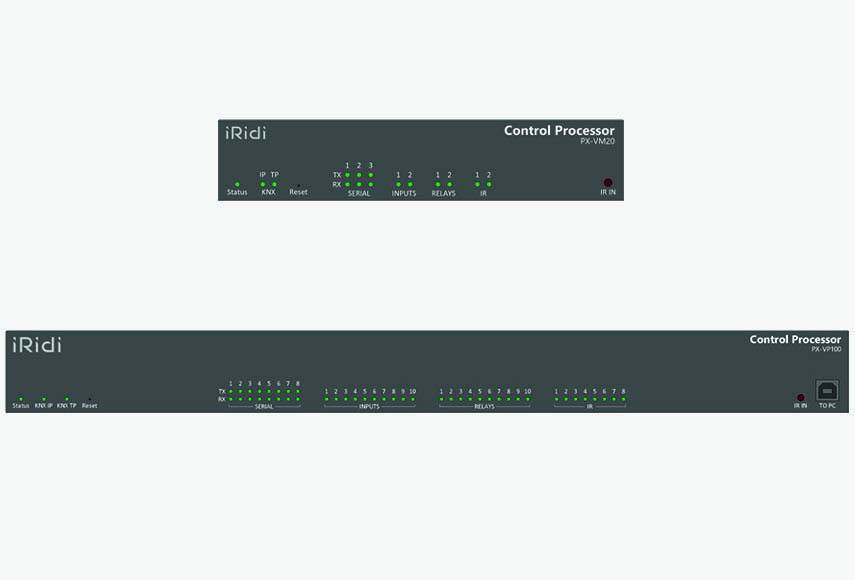 iRidi
Control Processor
PX-VM20
1 2 3
IP TP
TX
1 2
1 2
1 2
RX
Status
KNX
Reset
SERIAL
INPUTS
RELAYS
IR
IR IN
iRidi
Control Processor
PX-VP100
1 2 3 4 5 6 7 8
TX
1 2 3 4 5 6 7 8 9 10
1 2 3 4 5 6 7 8 9 10
1 2 3 4 5 6 7 8
RX
Status
KNX IP
KNX TP
Reset
SERIAL
INPUTS
RELAYS
IR
IR IN
TO PC